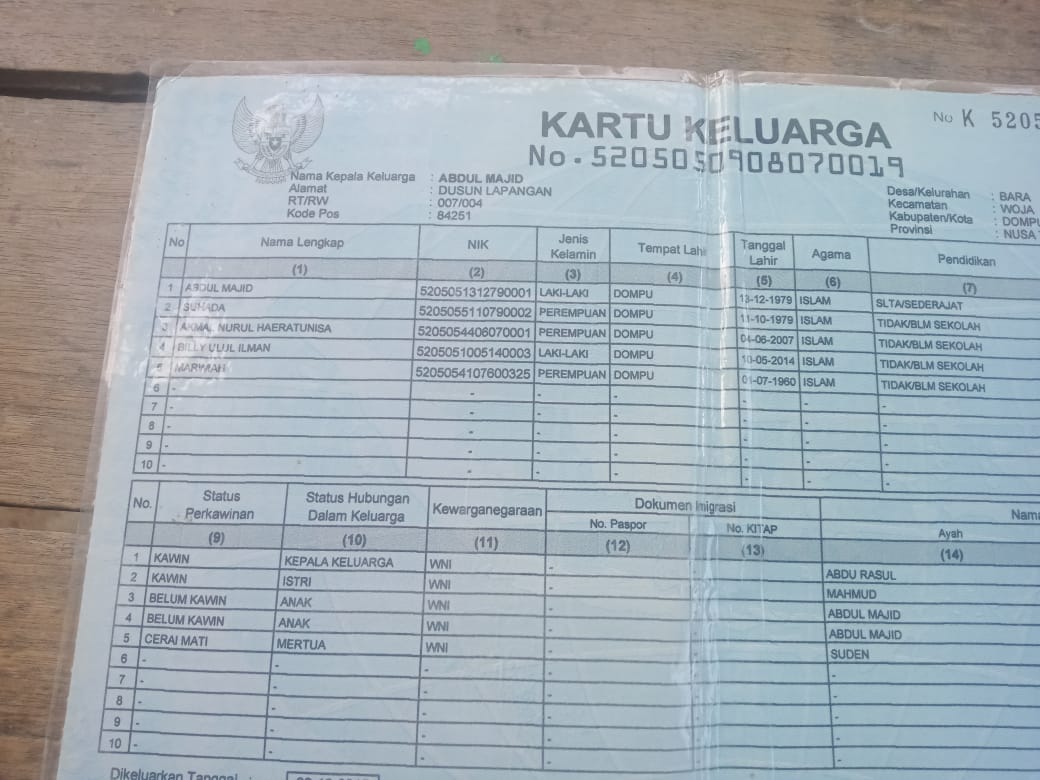 KARTU KELUARGA
No K 5205
No. 5205050908070019
Nama Kepala Keluarga : ABDUL MAJID
Alamat : DUSUN LAPANGAN
RT/RW : 007/004
Kode Pos : 84251
Desa/Kelurahan : BARA
Kecamatan : WOJA
Kabupaten/Kota : DOMPU
Provinsi : NUSA
No Nama Lengkap NIK Jenis Kelamin Tempat Lahir Tanggal Lahir Agama Pendidikan
(1) (2) (3) (4) (5) (6) (7)
1 ABDUL MAJID 5205051312790001 LAKI-LAKI DOMPU 13-12-1979 ISLAM SLTA/SEDERAJAT
2 SUHADA 5205055110790002 PEREMPUAN DOMPU 11-10-1979 ISLAM TIDAK/BLM SEKOLAH
3 AKMAL NURUL HAERATUNISA 5205054406070001 PEREMPUAN DOMPU 04-06-2007 ISLAM TIDAK/BLM SEKOLAH
4 BILLY ULUL ILMAN 5205051005140003 LAKI-LAKI DOMPU 10-05-2014 ISLAM TIDAK/BLM SEKOLAH
5 5205054107600325 PEREMPUAN DOMPU 01-07-1960 ISLAM TIDAK/BLM SEKOLAH
6 - - - - - - -
7 - - - - - - -
8 - - - - - - -
9 - - - - - - -
10 - - - - - - -
No. Status Perkawinan Status Hubungan Dalam Keluarga Kewarganegaraan Dokumen Imigrasi Nama
No. Paspor No. KITAP Ayah
(9) (10) (11) (12) (13) (14)
1 KAWIN KEPALA KELUARGA WNI - ABDU RASUL
2 KAWIN ISTRI WNI - MAHMUD
3 BELUM KAWIN ANAK WNI - ABDUL MAJID
4 BELUM KAWIN ANAK WNI - ABDUL MAJID
5 CERAI MATI MERTUA WNI - SUDEN
6 - - - - -
7 - - - - -
8 - - - - -
9 - - - - -
10 - - - - -
Dikeluarkan Tanggal :